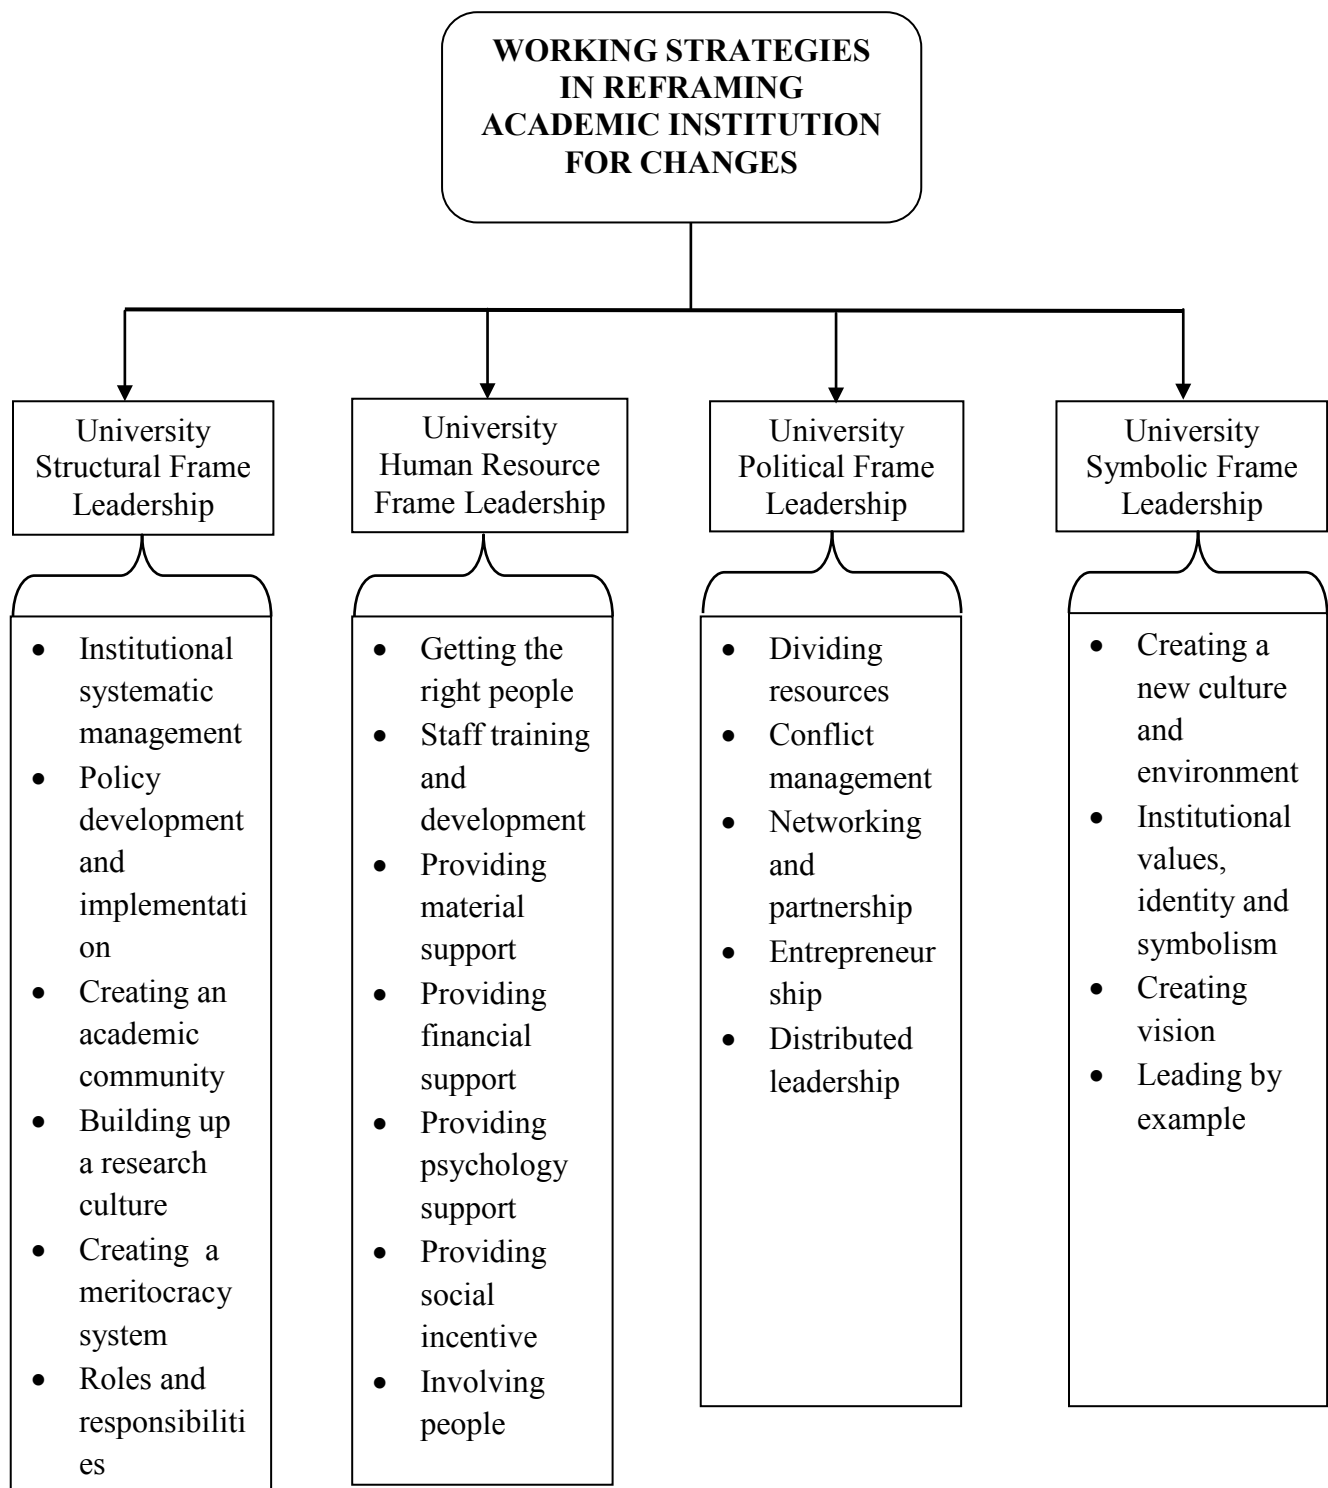 WORKING STRATEGIES
IN REFRAMING
ACADEMIC INSTITUTION
FOR CHANGES
University
Structural Frame
Leadership
University
Human Resource
Frame Leadership
University
Political Frame
Leadership
University
Symbolic Frame
Leadership
• Institutional
systematic
management
• Policy
development
and
implementati
on
• Creating an
academic
community
• Building up
a research
culture
• Creating a
meritocracy
system
• Roles and
responsibiliti
es
• Getting the
right people
• Staff training
and
development
• Providing
material
support
• Providing
financial
support
• Providing
psychology
support
• Providing
social
incentive
• Involving
people
• Dividing
resources
• Conflict
management
• Networking
and
partnership
• Entrepreneur
ship
• Distributed
leadership
• Creating a
new culture
and
environment
• Institutional
values,
identity and
symbolism
• Creating
vision
• Leading by
example